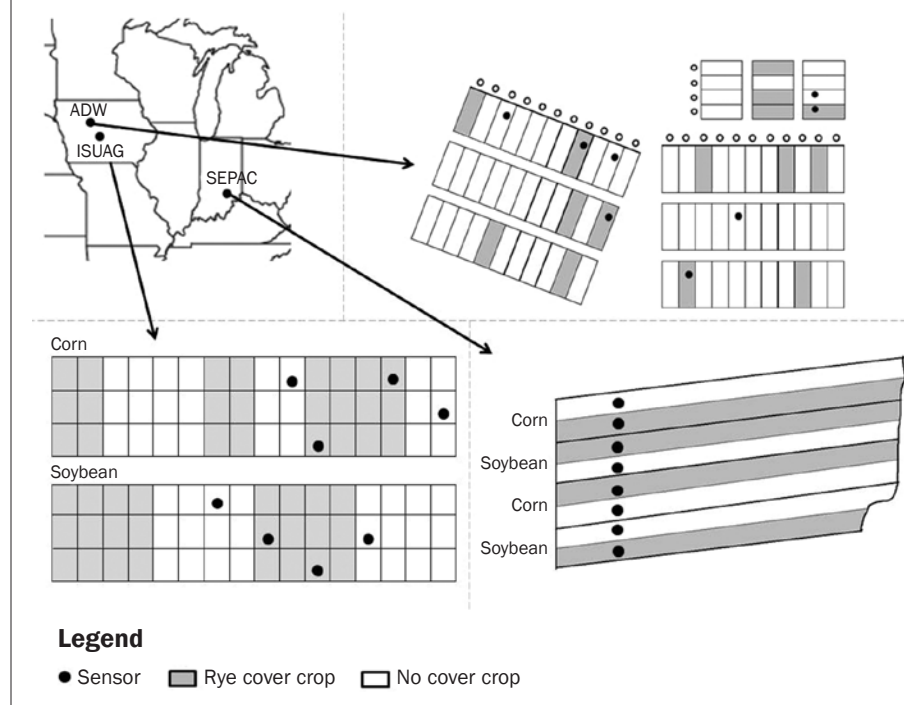 ADW
ISUAG
SEPAC
Corn
Soybean
Corn
Soybean
Corn
Soybean
Legend
Sensor
Rye cover crop
No cover crop